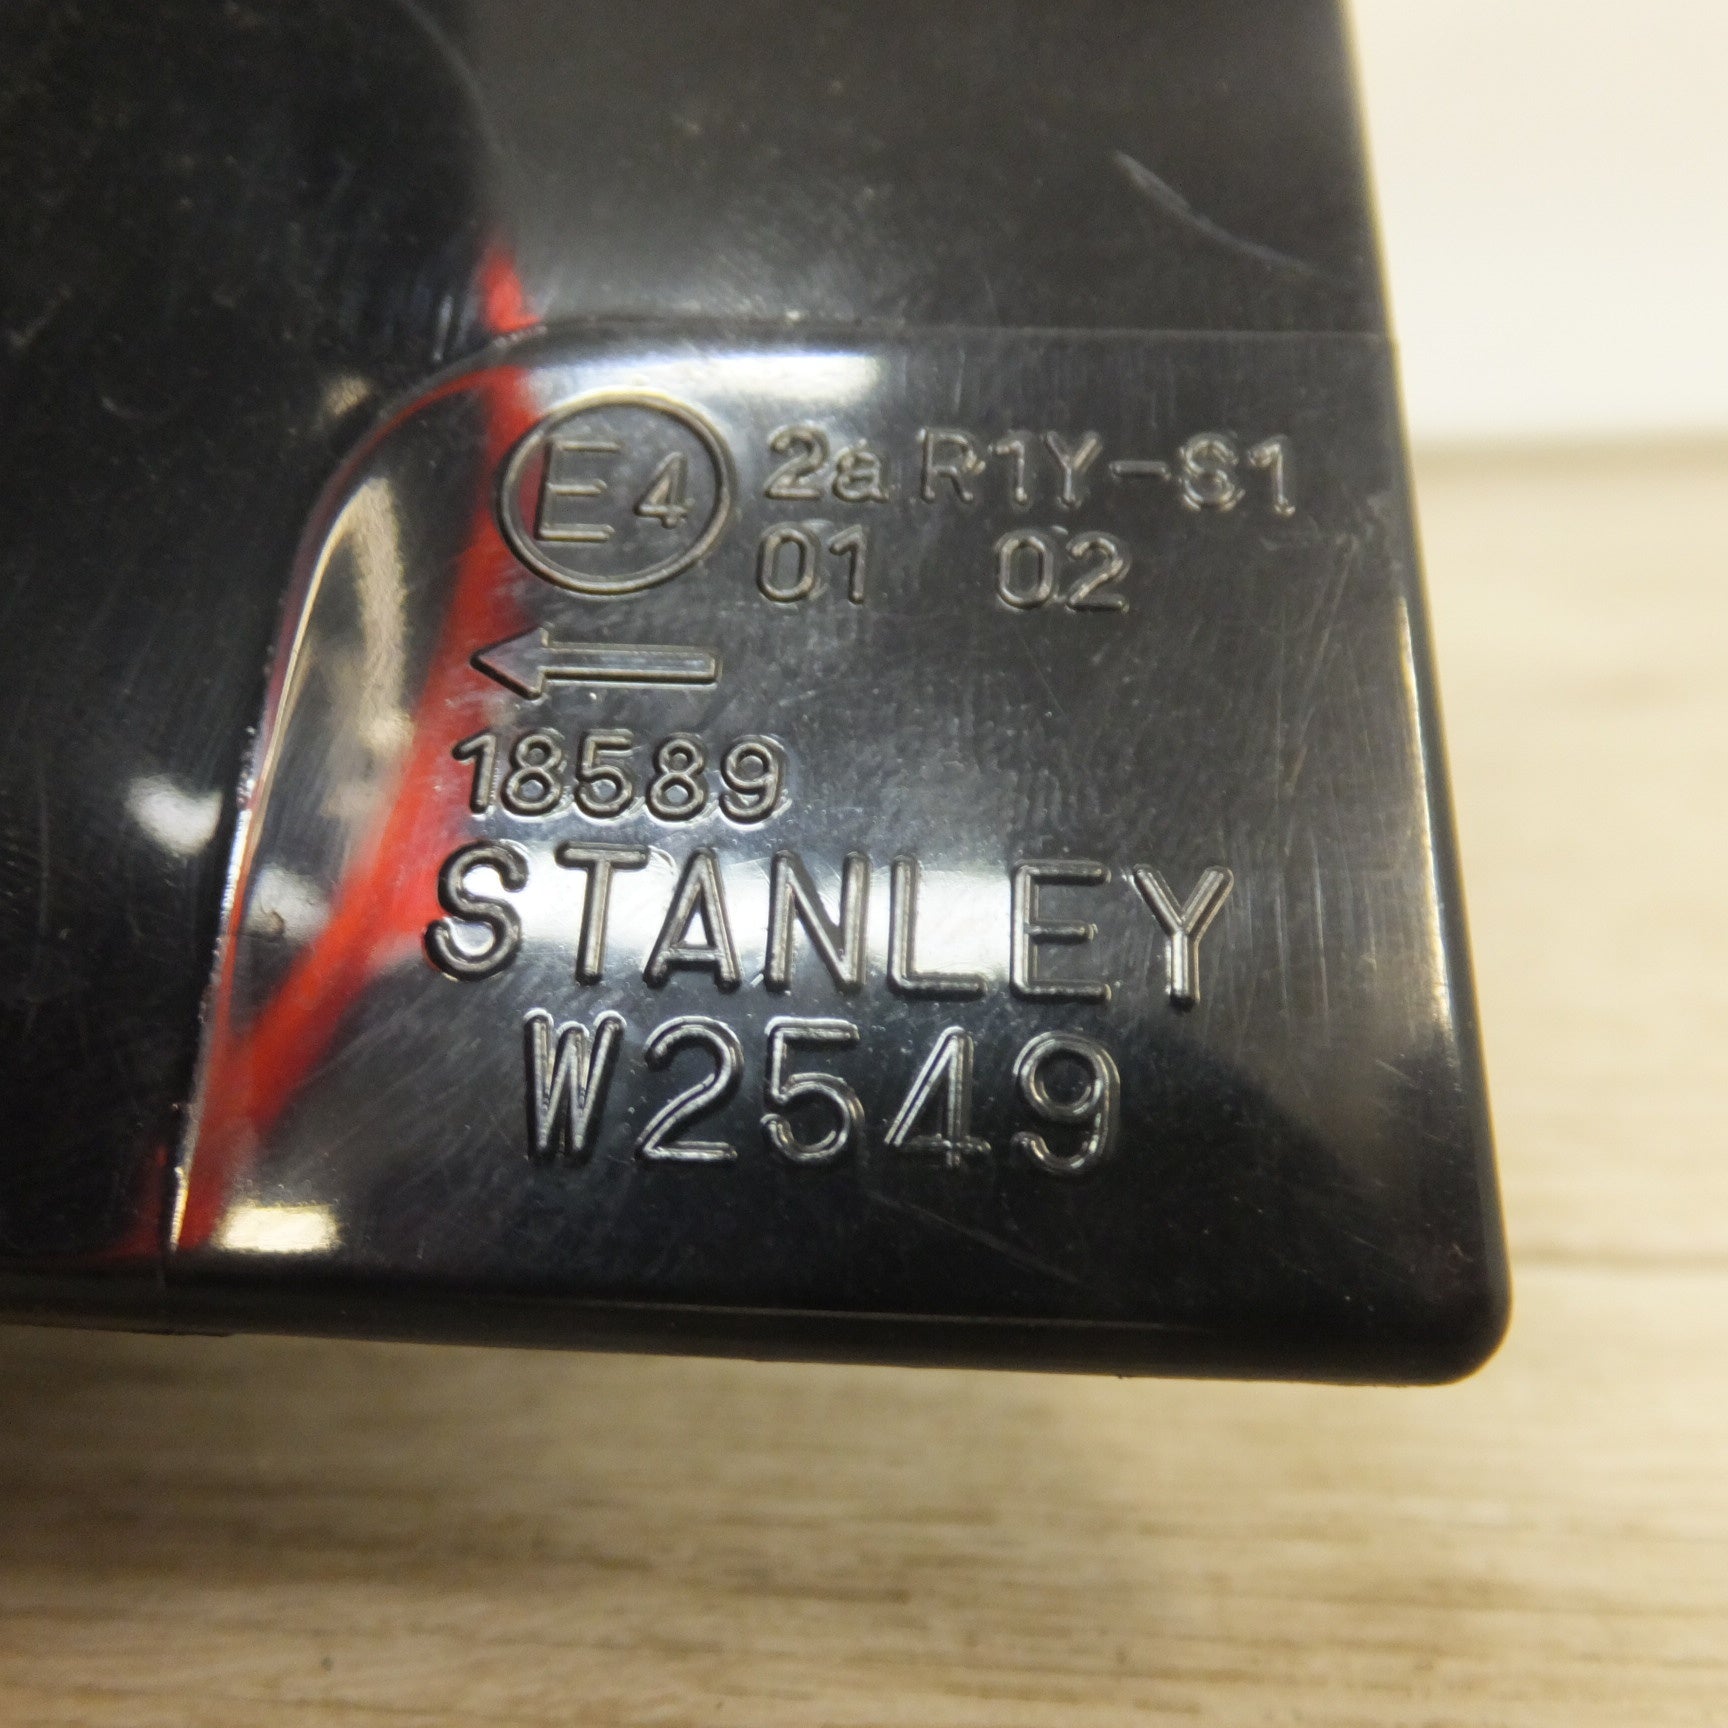 E4 2a R1Y-S1
01 02
←
18589
STANLEY
W2549